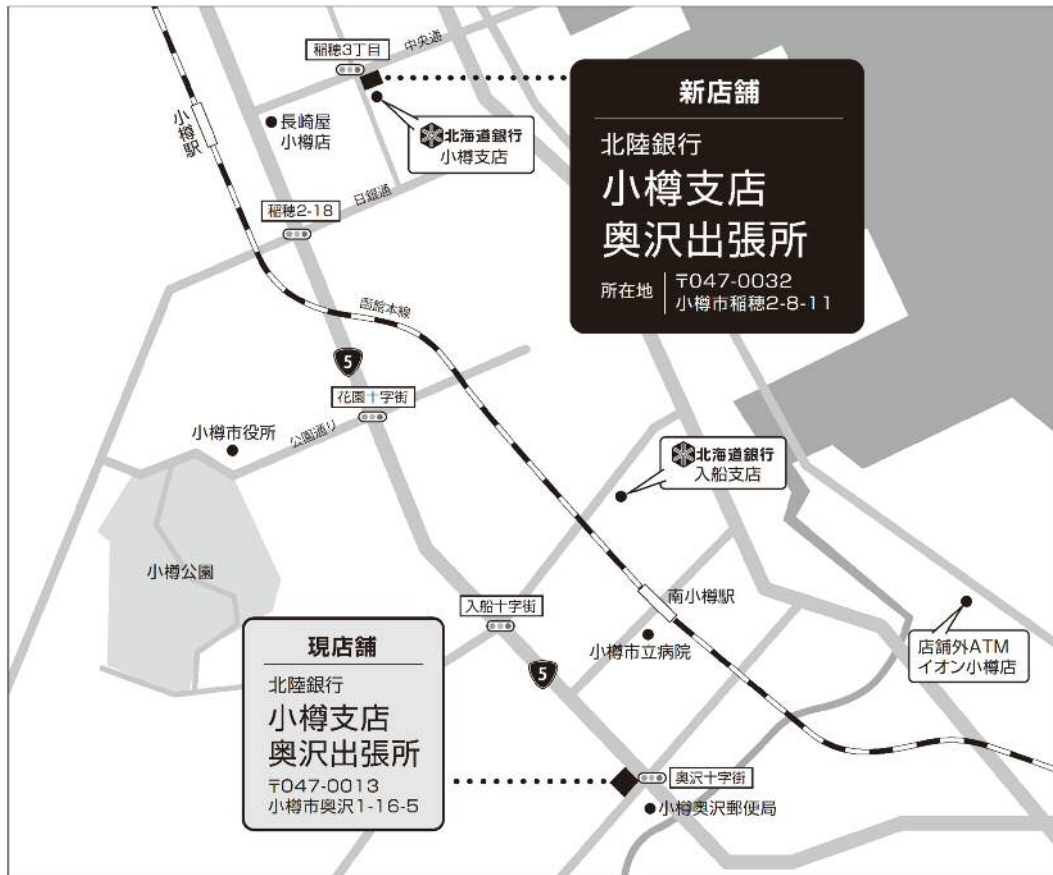 稲穂3丁目
中央通
新店舗
北陸銀行
小樽支店
奥沢出張所
所在地
〒047-0032
小樽市稲穂2-8-11
小樽駅
長崎屋
小樽店
北海道銀行
小樽支店
日銀通
稲穂2-18
函館本線
5
花園十字街
小樽市役所
公園通り
北海道銀行
入船支店
小樽公園
入船十字街
南小樽駅
小樽市立病院
店舗外ATM
イオン小樽店
現店舗
北陸銀行
小樽支店
奥沢出張所
〒047-0013
小樽市奥沢1-16-5
5
奥沢十字街
小樽奥沢郵便局